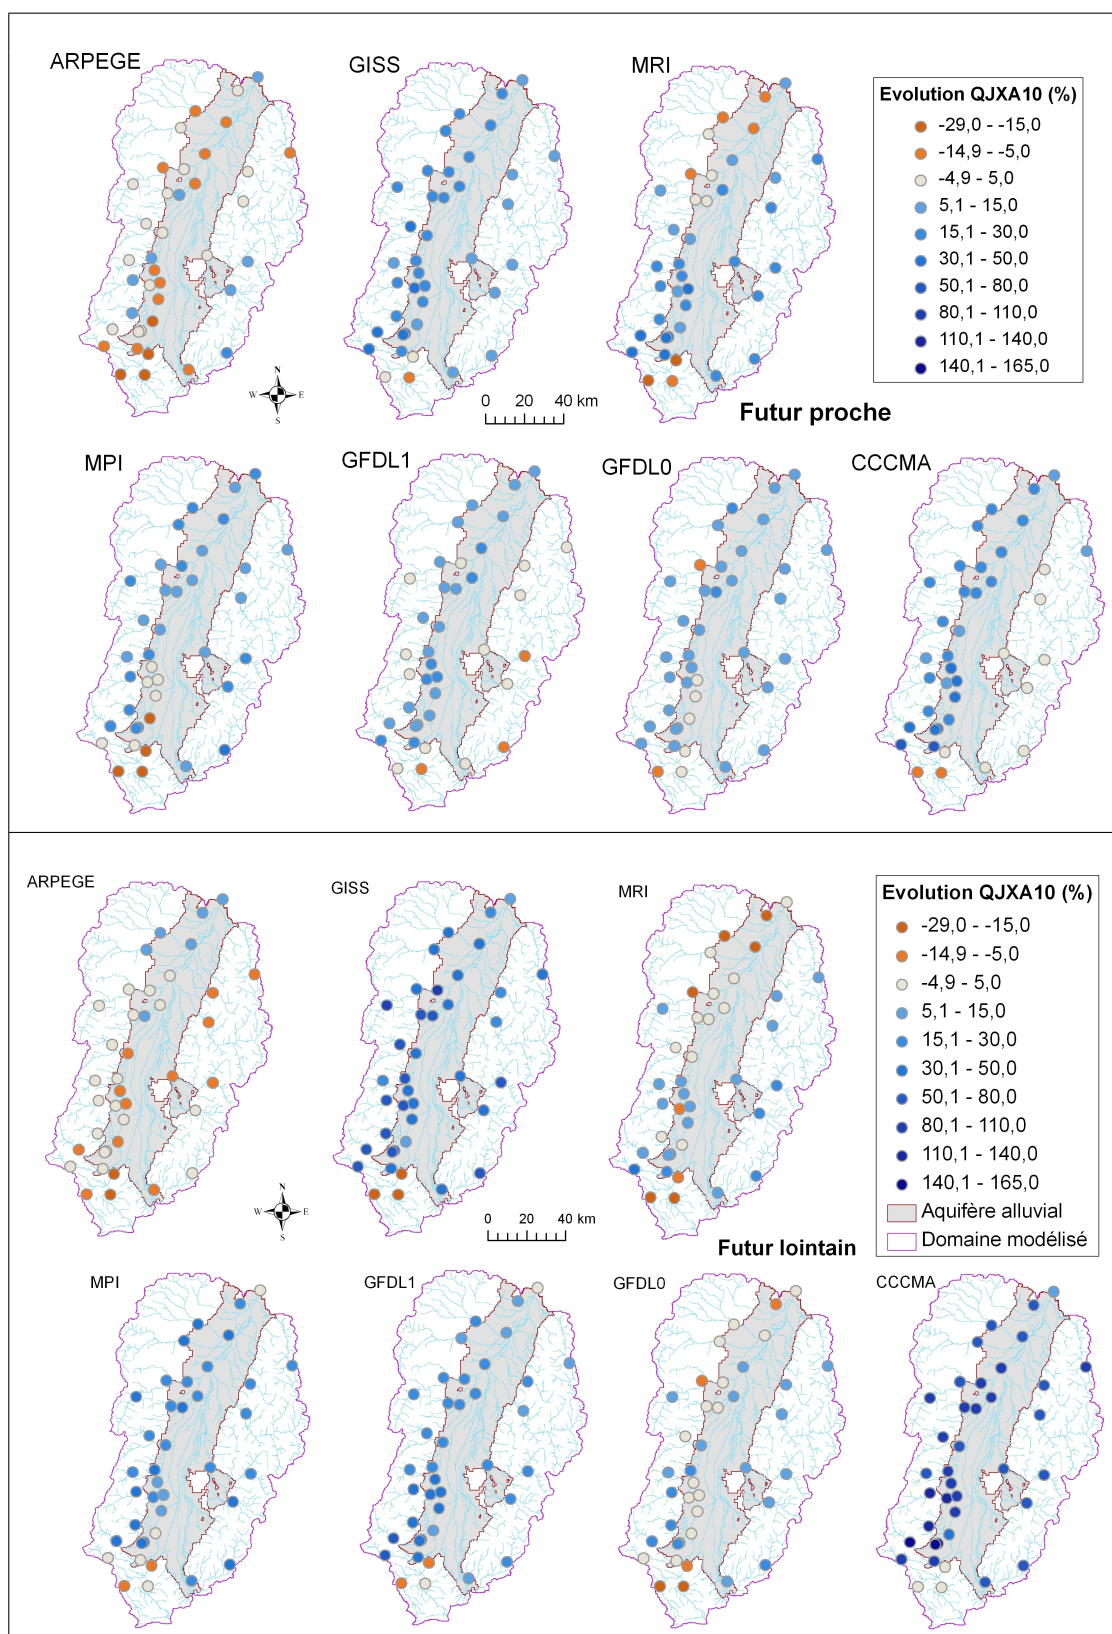 ARPEGE
GISS
MRI
Evolution QJXA10 (%)
-29,0 - -15,0
-14,9 - -5,0
-4,9 - 5,0
5,1 - 15,0
15,1 - 30,0
30,1 - 50,0
50,1 - 80,0
80,1 - 110,0
110,1 - 140,0
140,1 - 165,0
N
W
E
S
0 20 40 km
Futur proche
MPI
GFDL1
GFDL0
CCCMA
ARPEGE
GISS
MRI
Evolution QJXA10 (%)
-29,0 - -15,0
-14,9 - -5,0
-4,9 - 5,0
5,1 - 15,0
15,1 - 30,0
30,1 - 50,0
50,1 - 80,0
80,1 - 110,0
110,1 - 140,0
140,1 - 165,0
Aquifère alluvial
Domaine modélisé
N
W
E
S
0 20 40 km
Futur lointain
MPI
GFDL1
GFDL0
CCCMA